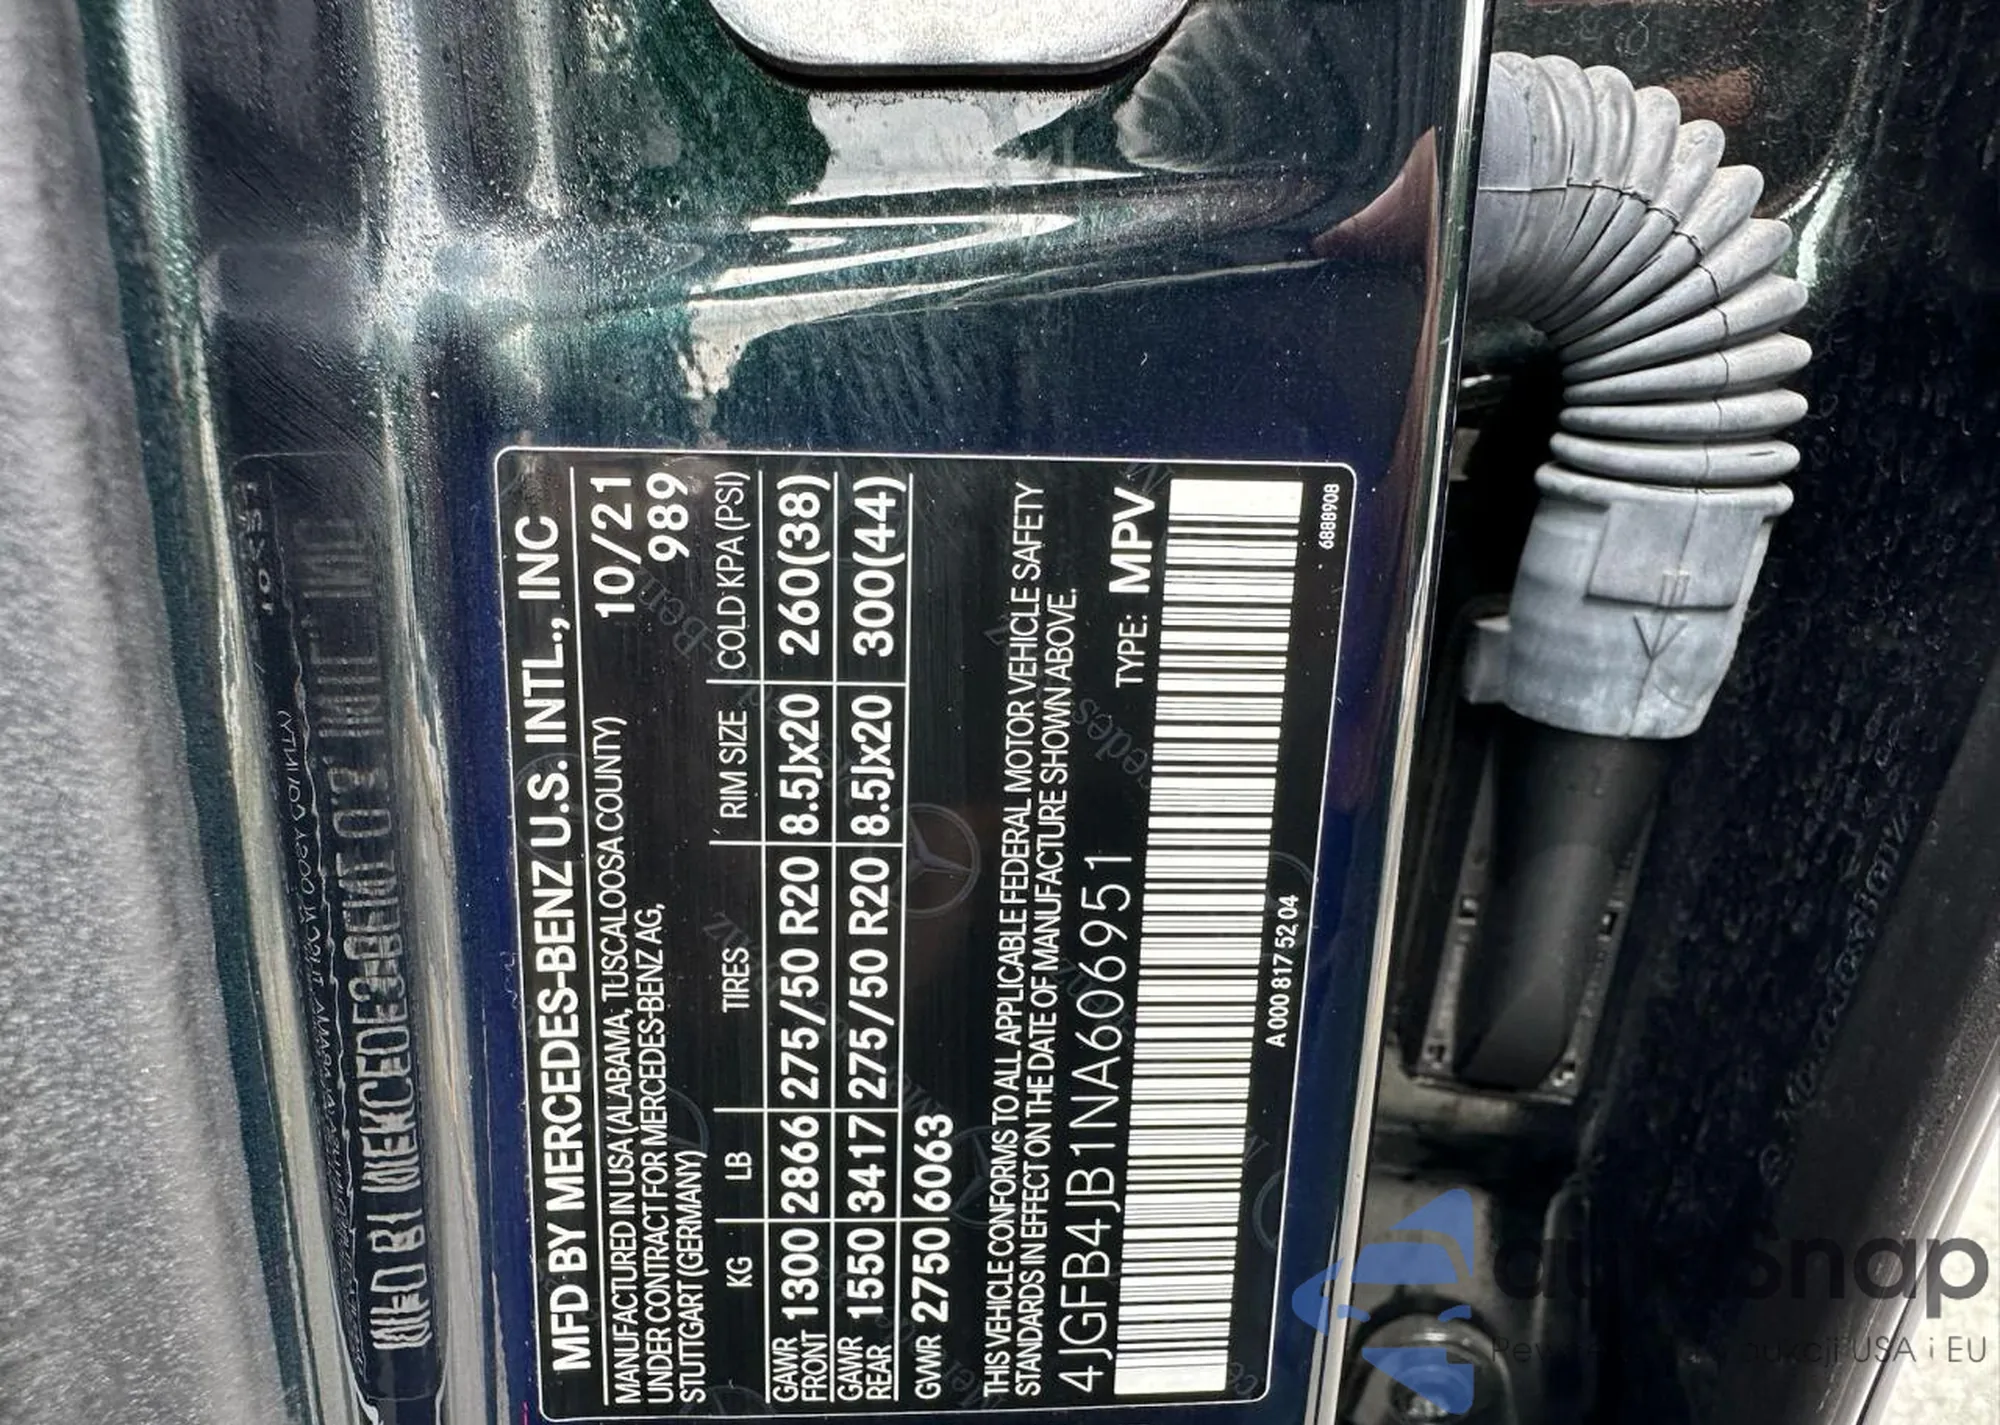 MFD BY MERCEDES-BENZ U.S. INTL., INC
MANUFACTURED IN USA (ALABAMA, TUSCALOOSA COUNTY) 10/21
UNDER CONTRACT FOR MERCEDES-BENZ AG, 989
STUTTGART (GERMANY)
KG LB TIRES RIM SIZE COLD KPA (PSI)
GAWR FRONT 1300 2866 275/50 R20 8.5Jx20 260(38)
GAWR REAR 1550 3417 275/50 R20 8.5Jx20 300(44)
GVWR 2750 6063
THIS VEHICLE CONFORMS TO ALL APPLICABLE FEDERAL MOTOR VEHICLE SAFETY
STANDARDS IN EFFECT ON THE DATE OF MANUFACTURE SHOWN ABOVE.
4JGFB4JB1NA606951 TYPE: MPV
A 000 817 52 04
6888908
Snap
aukcji USA i EU